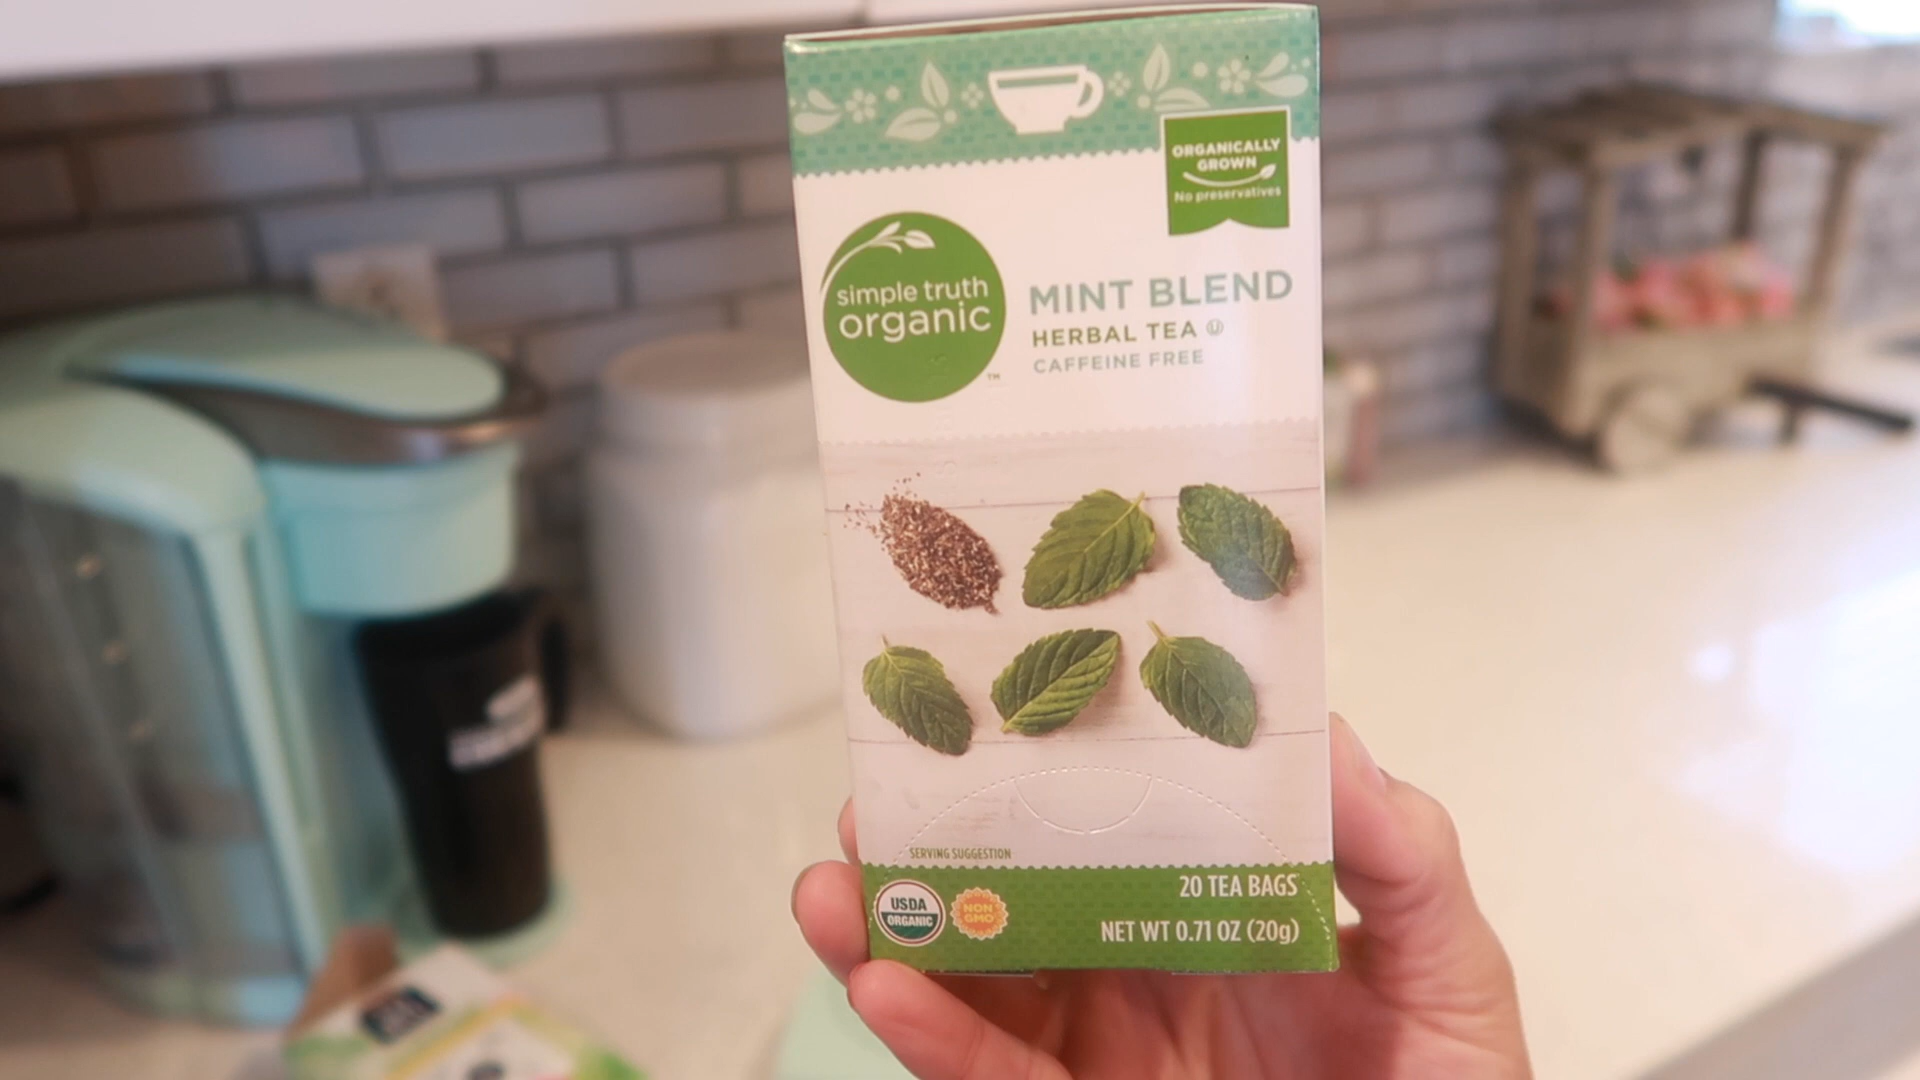 ORGANICALLY
GROWN
No preservatives
simple truth
organic
™
MINT BLEND
HERBAL TEA Ⓤ
CAFFEINE FREE
SERVING SUGGESTION
USDA
ORGANIC
NON
GMO
20 TEA BAGS
NET WT 0.71 OZ (20g)